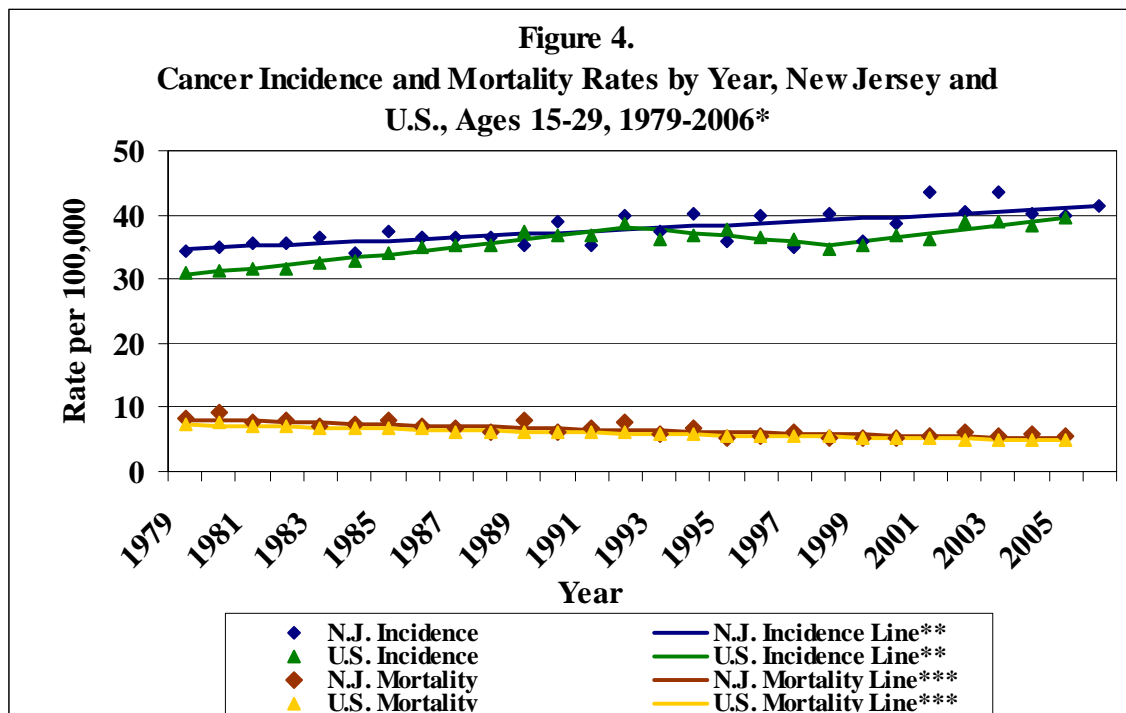 Figure 4.
Cancer Incidence and Mortality Rates by Year, New Jersey and
U.S., Ages 15-29, 1979-2006*
50
40
30
20
10
0
Rate per 100,000
1979
1981
1983
1985
1987
1989
1991
1993
1995
1997
1999
2001
2003
2005
Year
N.J. Incidence
N.J. Incidence Line**
U.S. Incidence
U.S. Incidence Line**
N.J. Mortality
N.J. Mortality Line***
U.S. Mortality
U.S. Mortality Line***